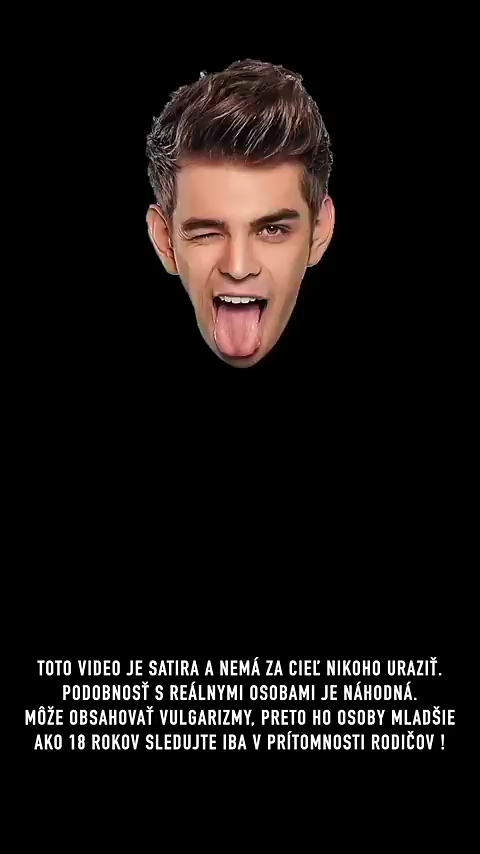 TOTO VIDEO JE SATIRA A NEMÁ ZA CIEĽ NIKOHO URAZIŤ.
PODOBNOSŤ S REÁLNYMI OSOBAMI JE NÁHODNÁ.
MÔŽE OBSAHOVAŤ VULGARIZMY, PRETO HO OSOBY MLADŠIE
AKO 18 ROKOV SLEDUJTE IBA V PRÍTOMNOSTI RODIČOV !